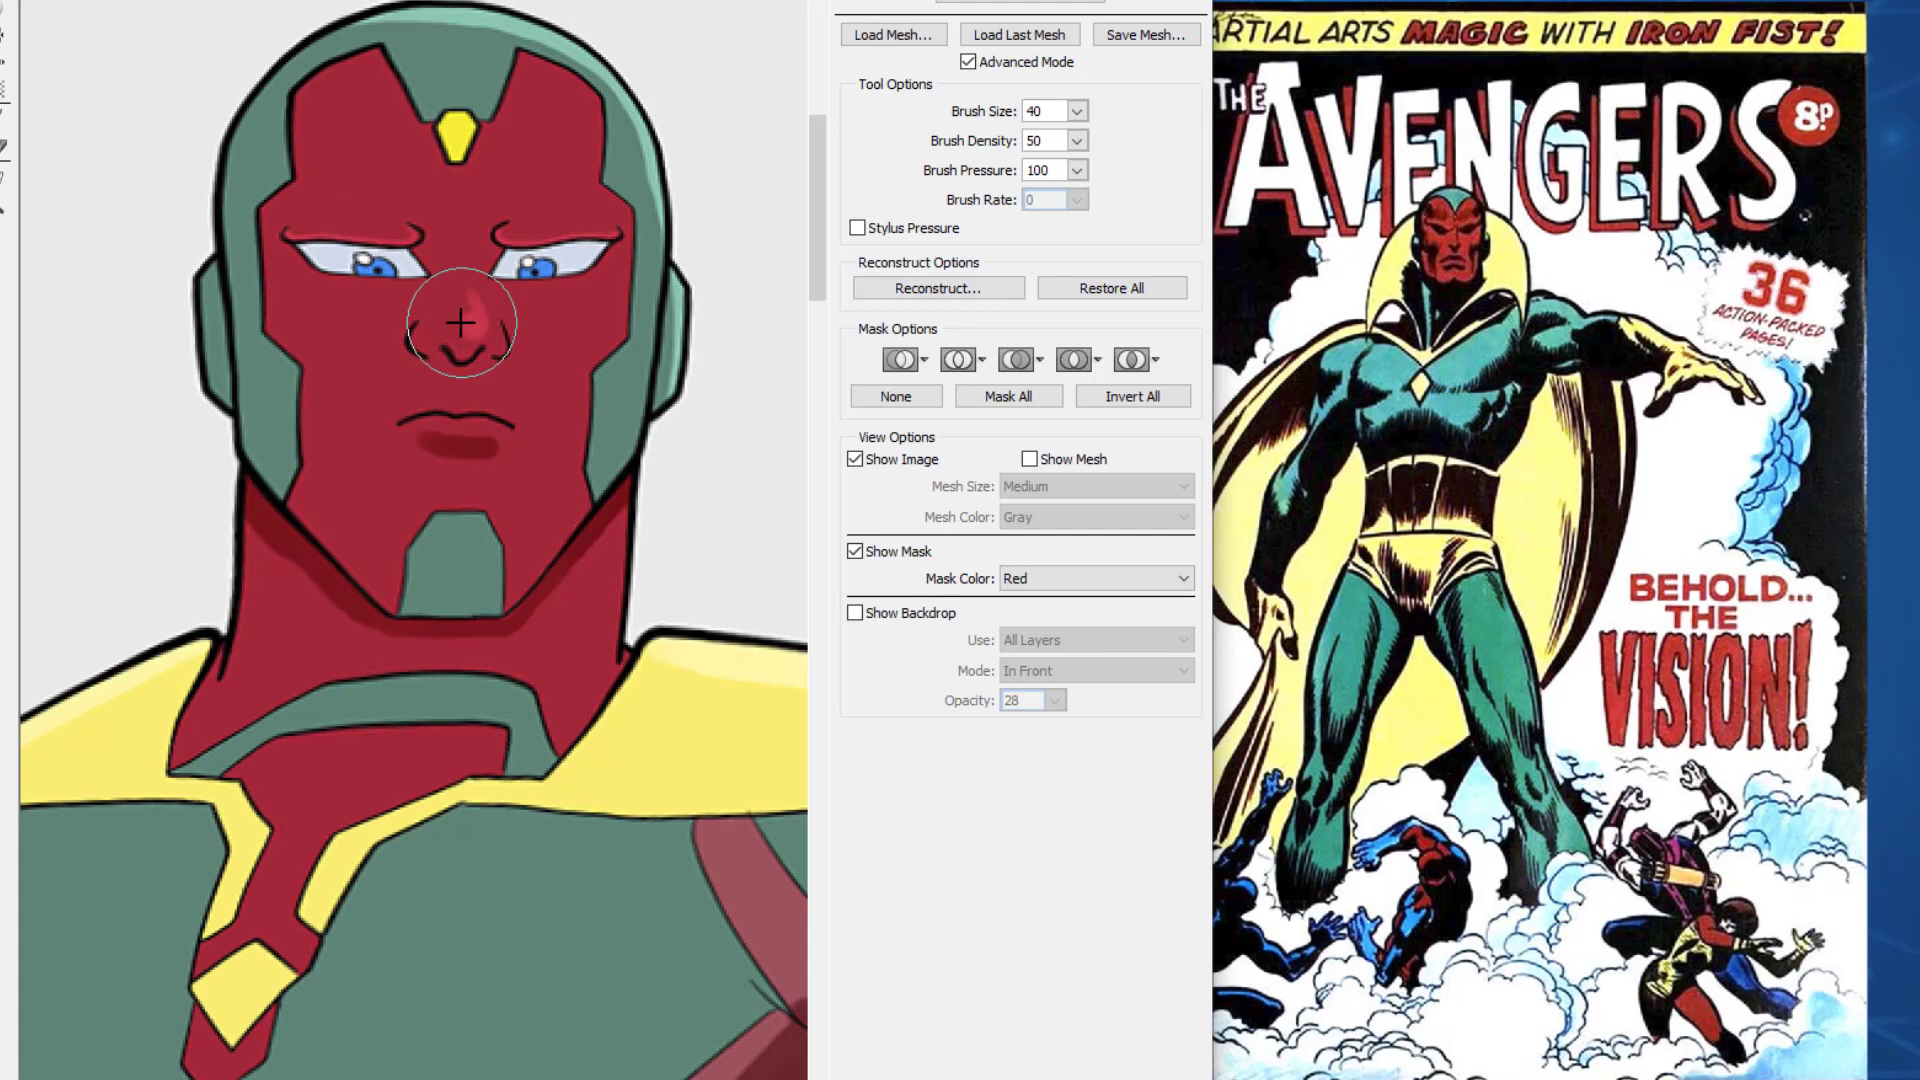 Load Mesh...
Load Last Mesh
Save Mesh...
Advanced Mode
Tool Options
Brush Size: 40
Brush Density: 50
Brush Pressure: 100
Brush Rate: 0
Stylus Pressure
Reconstruct Options
Reconstruct...
Restore All
Mask Options
None
Mask All
Invert All
View Options
Show Image
Show Mesh
Mesh Size: Medium
Mesh Color: Gray
Show Mask
Mask Color: Red
Show Backdrop
Use: All Layers
Mode: In Front
Opacity: 28
ARTIAL ARTS MAGIC WITH IRON FIST!
THE
AVENGERS
8P
36
ACTION-PACKED
PAGES!
BEHOLD...
THE
VISION!